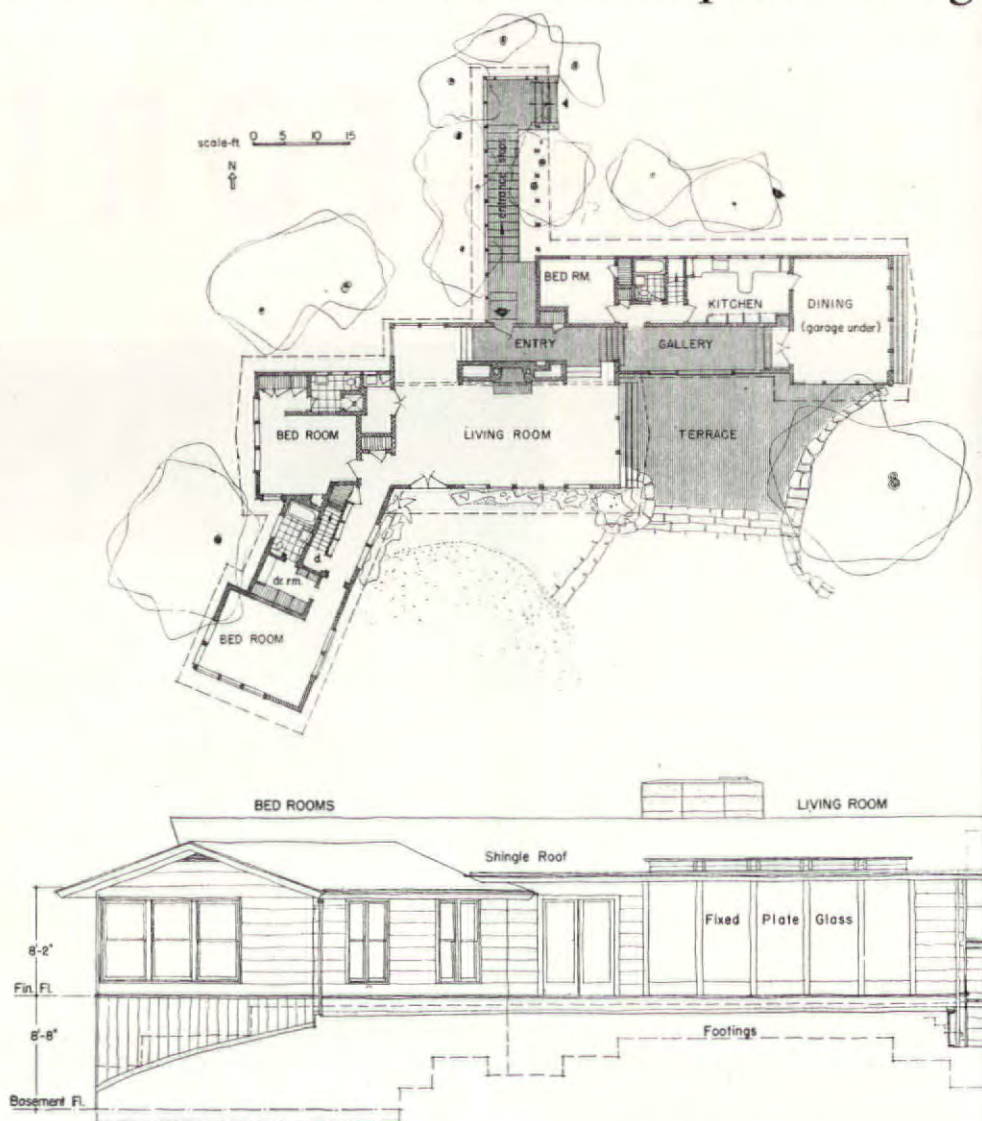 scale-ft. 0 5 10 15
N
entrance steps
BED RM.
KITCHEN
DINING
(garage under)
ENTRY
GALLERY
BED ROOM
LIVING ROOM
TERRACE
d.
dr. rm.
BED ROOM
BED ROOMS
LIVING ROOM
Shingle Roof
Fixed Plate Glass
8'-2"
Fin. Fl.
8'-8"
Footings
Basement Fl.